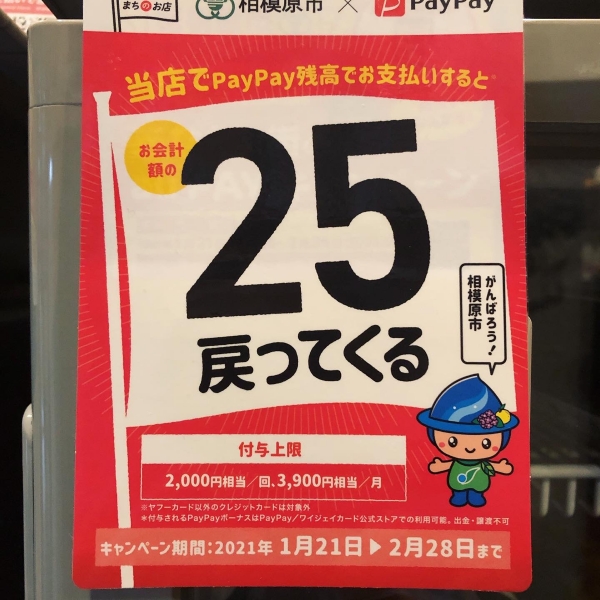 まちのお店
相模原市 × PayPay
当店でPayPay残高でお支払いすると※
お会計
額の
25
戻ってくる
がんばろう!
相模原市
付与上限
2,000円相当/回、3,900円相当/月
※ヤフーカード以外のクレジットカードは対象外
※付与されるPayPayボーナスはPayPay/ワイジェイカード公式ストアでの利用可能。出金・譲渡不可
キャンペーン期間:2021年 1月21日▶2月28日まで